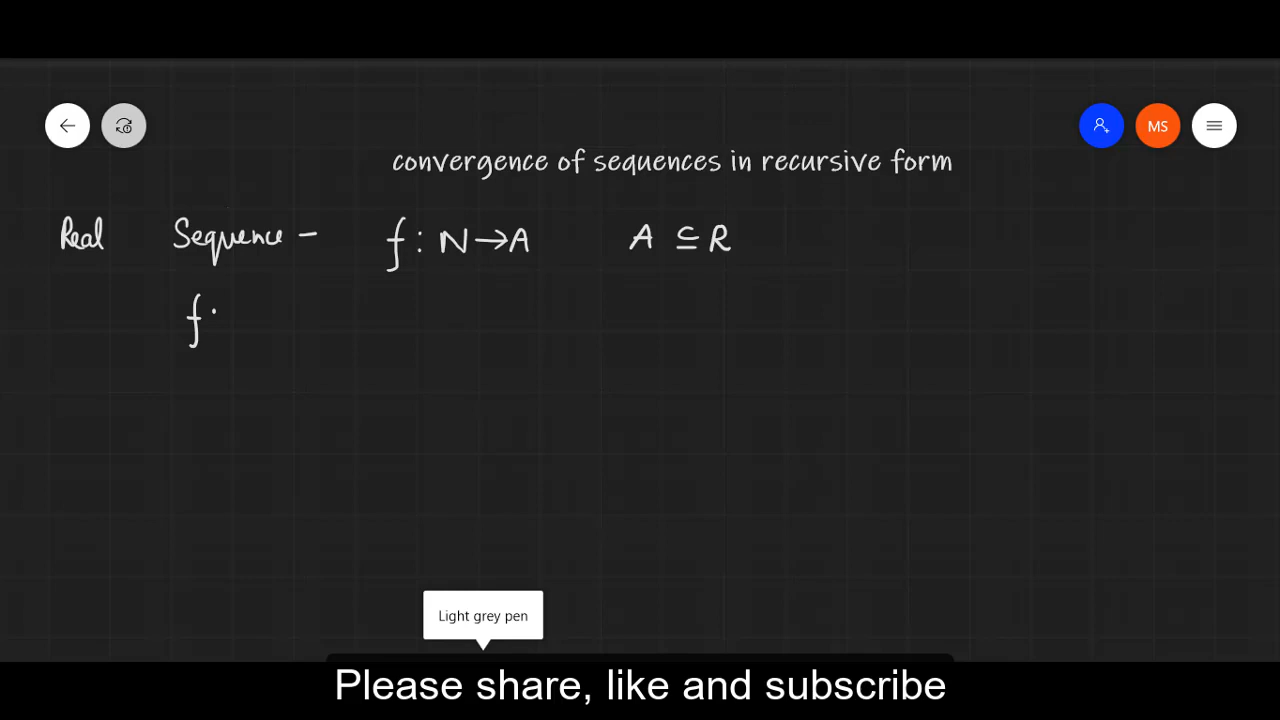 MS
convergence of sequences in recursive form
Real Sequence - f : N → A A ⊆ R
f.
Light grey pen
Please share, like and subscribe